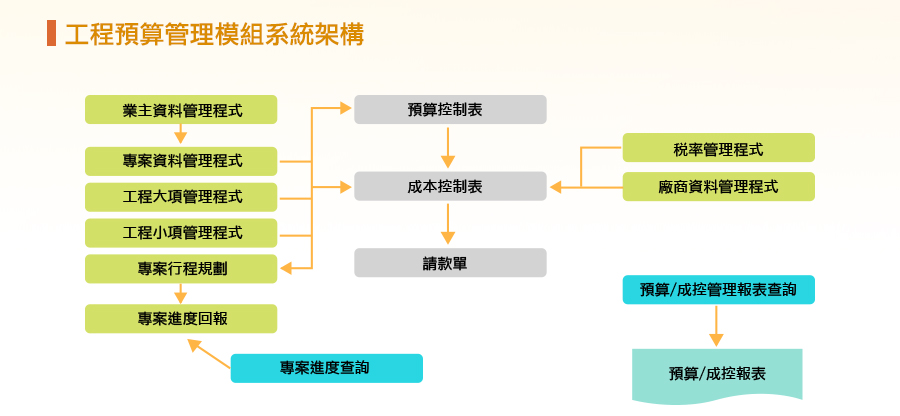 工程預算管理模組系統架構
業主資料管理程式
專案資料管理程式
工程大項管理程式
工程小項管理程式
專案行程規劃
專案進度回報
專案進度查詢
預算控制表
成本控制表
請款單
税率管理程式
廠商資料管理程式
預算/成控管理報表查詢
預算/成控報表